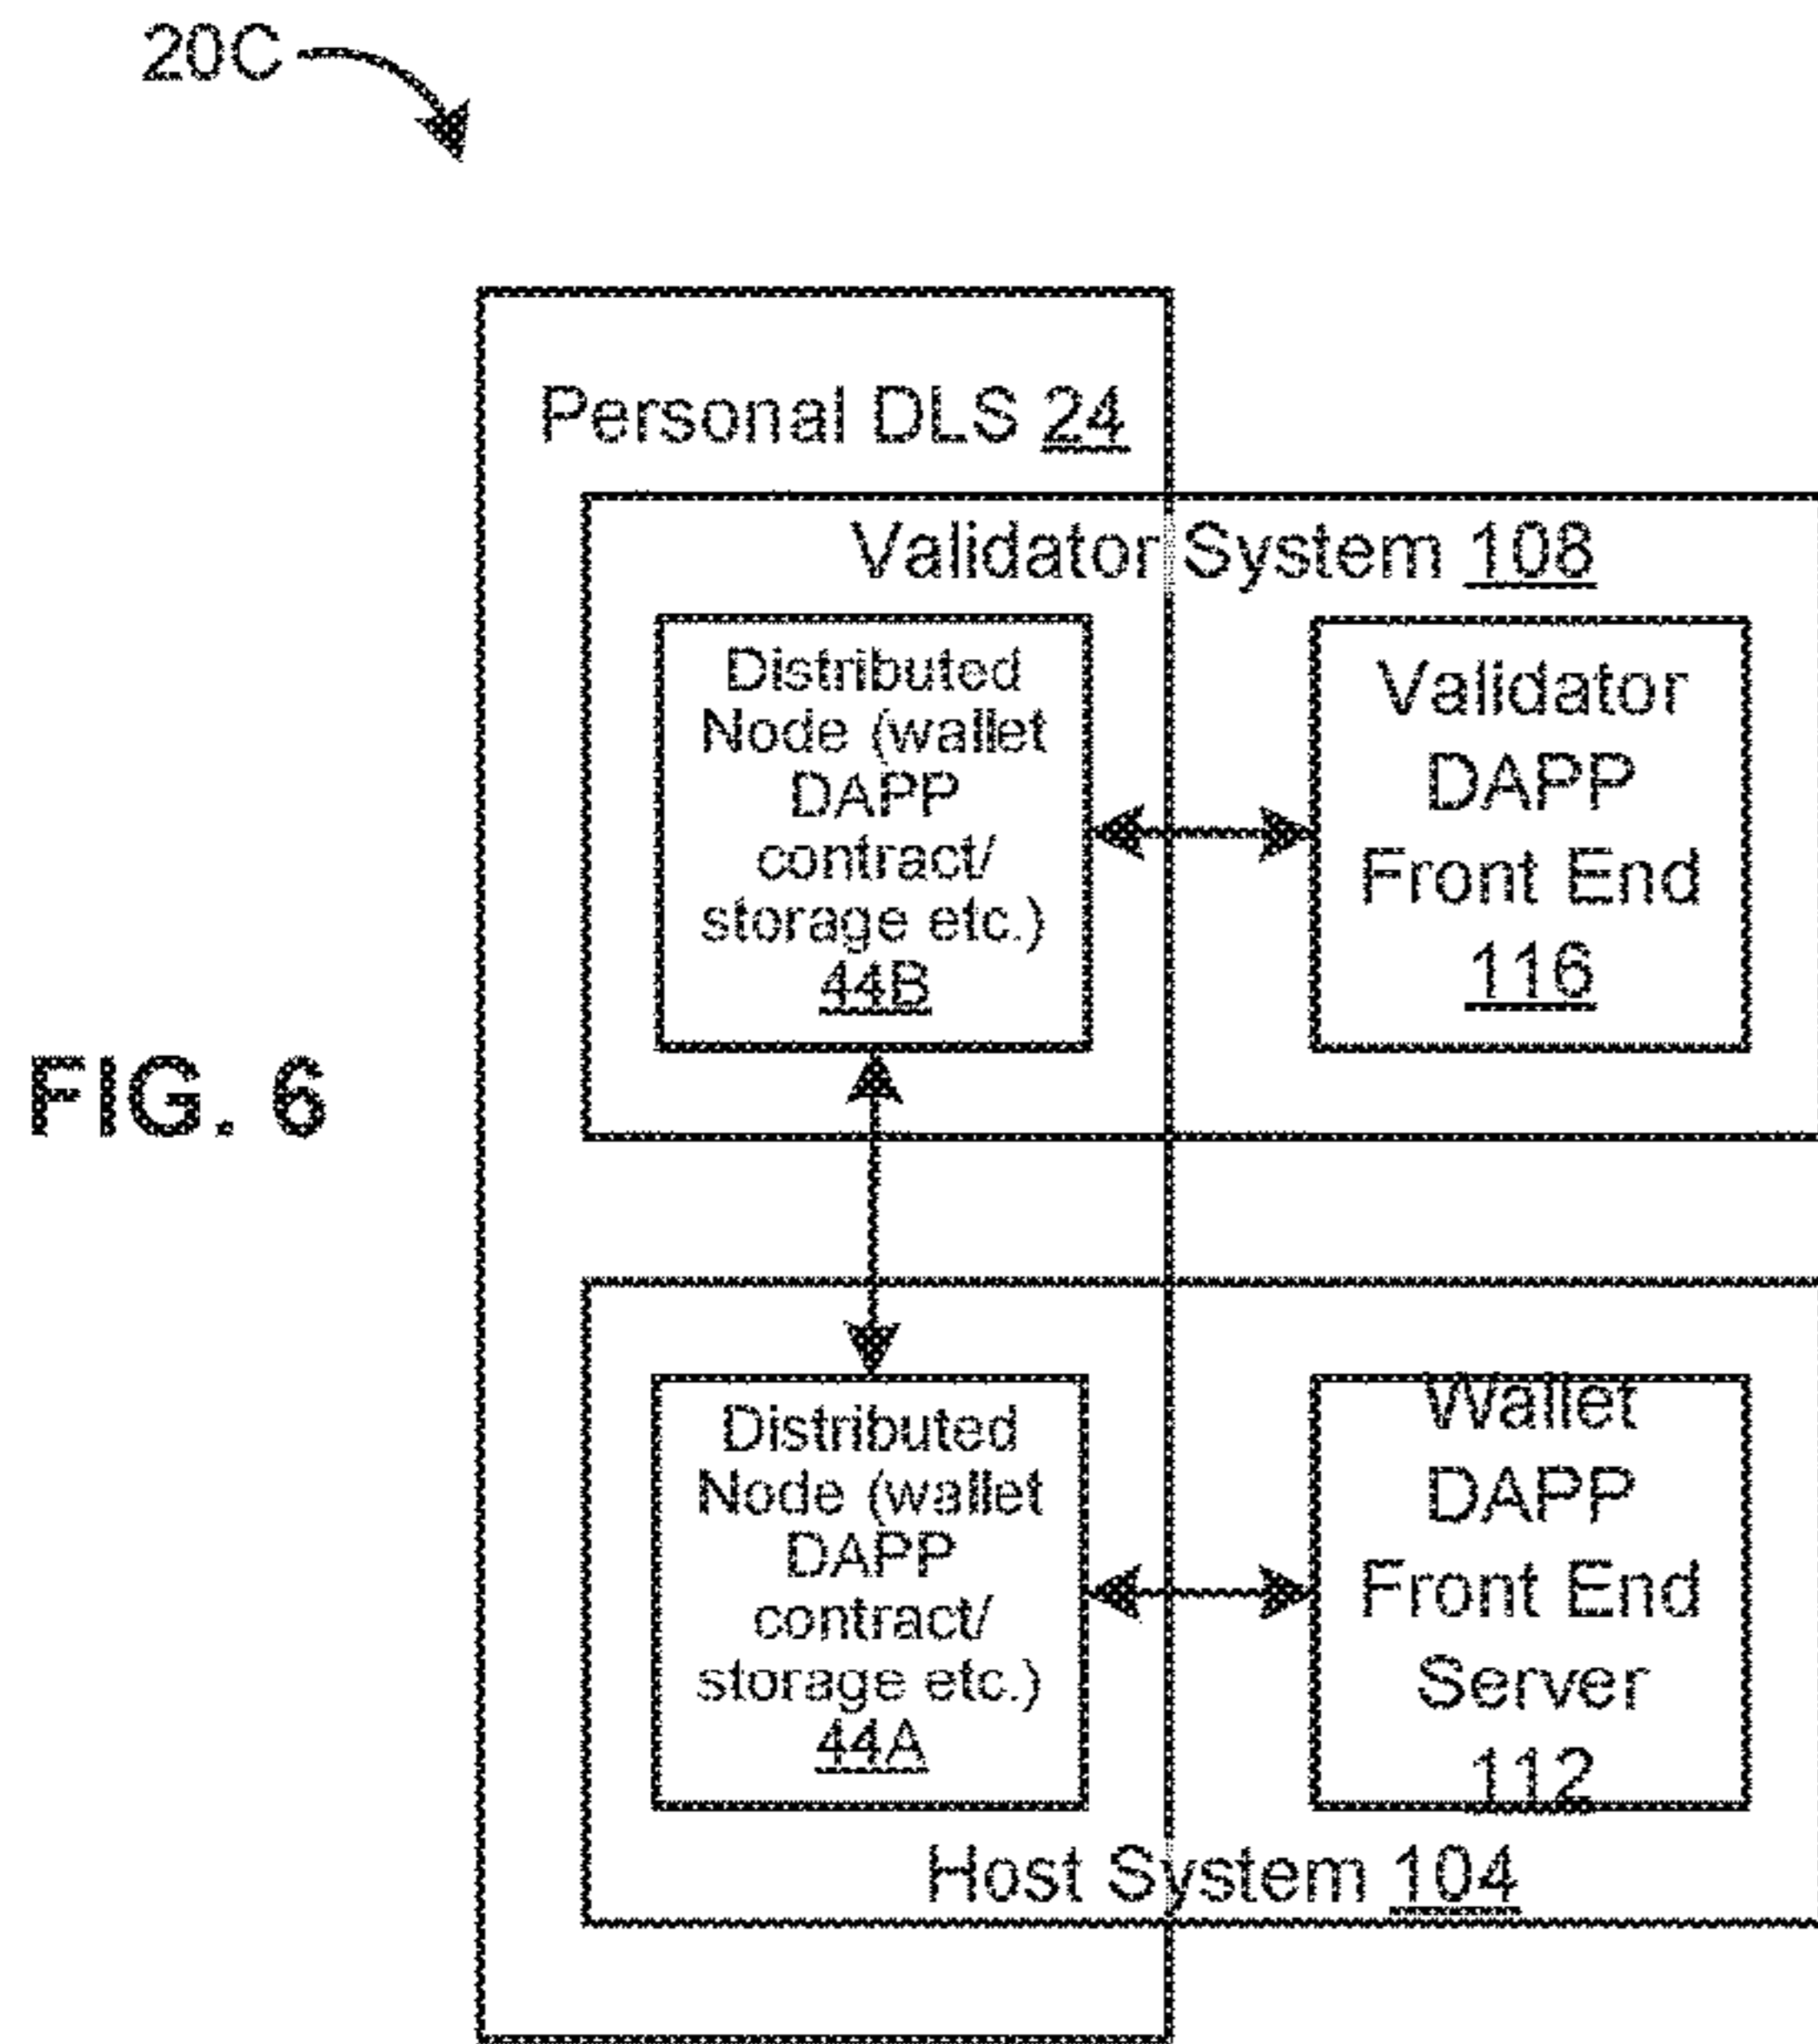 20C
Personal DLS 24
Validator System 108
Distributed
Node (wallet
DAPP
contract/
storage etc.)
44B
Validator
DAPP
Front End
116
FIG. 6
Distributed
Node (wallet
DAPP
contract/
storage etc.)
44A
Wallet
DAPP
Front End
Server
112
Host System 104